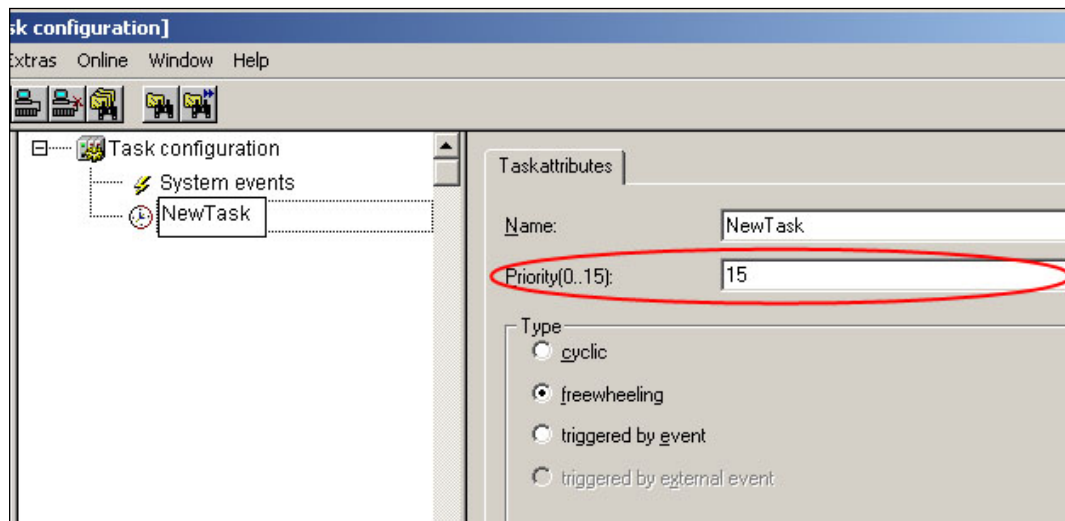 sk configuration]
Extras Online Window Help
Task configuration
System events
NewTask
Taskattributes
Name: NewTask
Priority(0..15): 15
Type
cyclic
freewheeling
triggered by event
triggered by external event